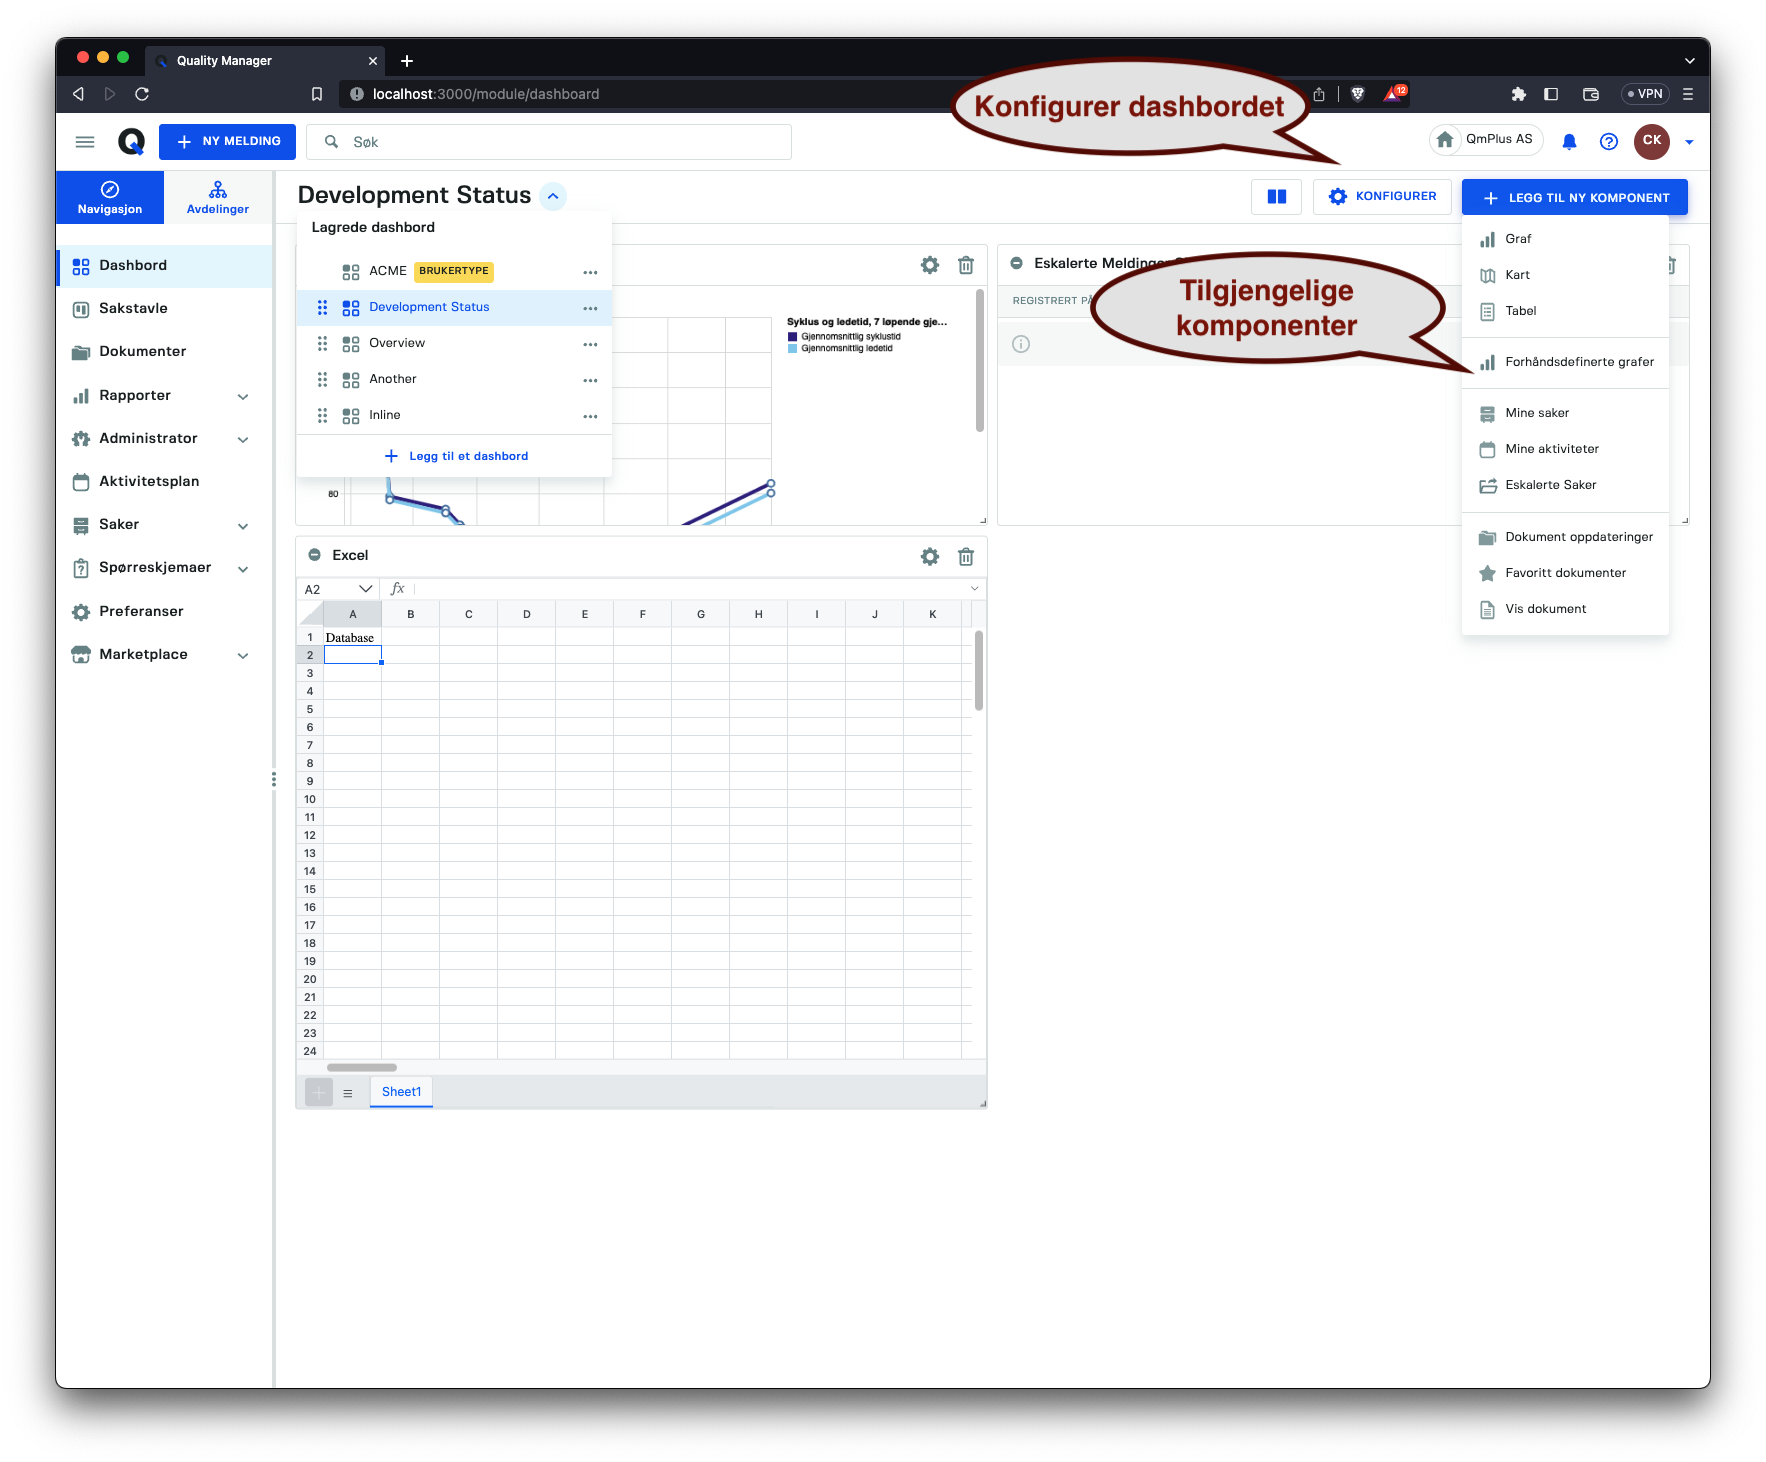 Quality Manager
localhost:3000/module/dashboard
12
VPN
Konfigurer dashbordet
NY MELDING
Søk
QmPlus AS
CK
Navigasjon
Avdelinger
Development Status
KONFIGURER
LEGG TIL NY KOMPONENT
Dashbord
Sakstavle
Dokumenter
Rapporter
Administrator
Aktivitetsplan
Saker
Spørreskjemaer
Preferanser
Marketplace
Lagrede dashbord
ACME BRUKERTYPE
Development Status
Overview
Another
Inline
Legg til et dashbord
Syklus og ledetid, 7 løpende gje...
Gjennomsnittlig syklustid
Gjennomsnittlig ledetid
80
Eskalerte Meldinger
REGISTRERT PÅ
Tilgjengelige
komponenter
Graf
Kart
Tabel
Forhåndsdefinerte grafer
Mine saker
Mine aktiviteter
Eskalerte Saker
Dokument oppdateringer
Favoritt dokumenter
Vis dokument
Excel
A2 fx
A B C D E F G H I J K
1 Database
2
3
4
5
6
7
8
9
10
11
12
13
14
15
16
17
18
19
20
21
22
23
24
Sheet1